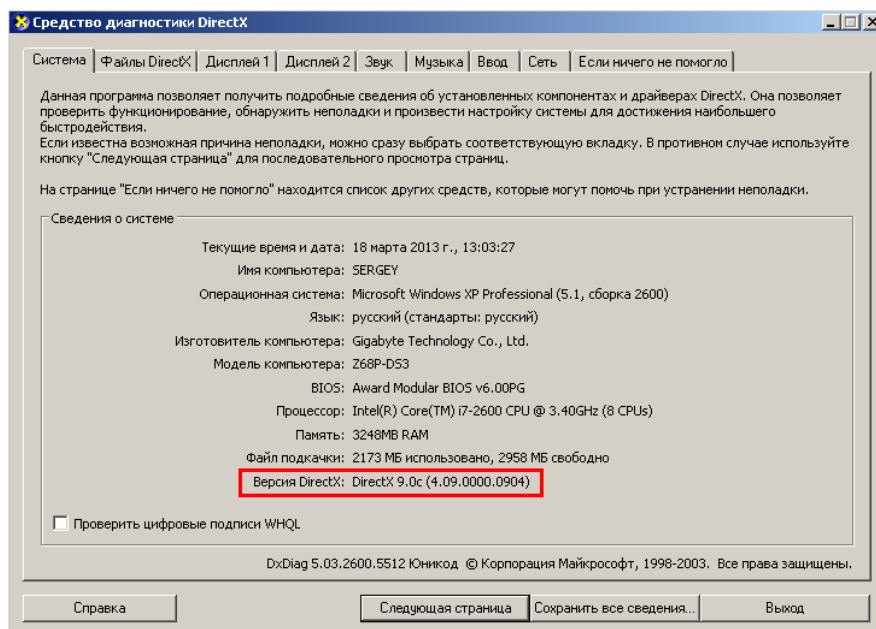 Средство диагностики DirectX
Система Файлы DirectX Дисплей 1 Дисплей 2 Звук Музыка Ввод Сеть Если ничего не помогло
Данная программа позволяет получить подробные сведения об установленных компонентах и драйверах DirectX. Она позволяет
проверить функционирование, обнаружить неполадки и произвести настройку системы для достижения наибольшего
быстродействия.
Если известна возможная причина неполадки, можно сразу выбрать соответствующую вкладку. В противном случае используйте
кнопку "Следующая страница" для последовательного просмотра страниц.
На странице "Если ничего не помогло" находится список других средств, которые могут помочь при устранении неполадки.
Сведения о системе
Текущие время и дата: 18 марта 2013 г., 13:03:27
Имя компьютера: SERGEY
Операционная система: Microsoft Windows XP Professional (5.1, сборка 2600)
Язык: русский (стандарты: русский)
Изготовитель компьютера: Gigabyte Technology Co., Ltd.
Модель компьютера: Z68P-DS3
BIOS: Award Modular BIOS v6.00PG
Процессор: Intel(R) Core(TM) i7-2600 CPU @ 3.40GHz (8 CPUs)
Память: 3248MB RAM
Файл подкачки: 2173 МБ использовано, 2958 МБ свободно
Версия DirectX: DirectX 9.0c (4.09.0000.0904)
Проверить цифровые подписи WHQL
DxDiag 5.03.2600.5512 Юникод © Корпорация Майкрософт, 1998-2003. Все права защищены.
Справка Следующая страница Сохранить все сведения... Выход